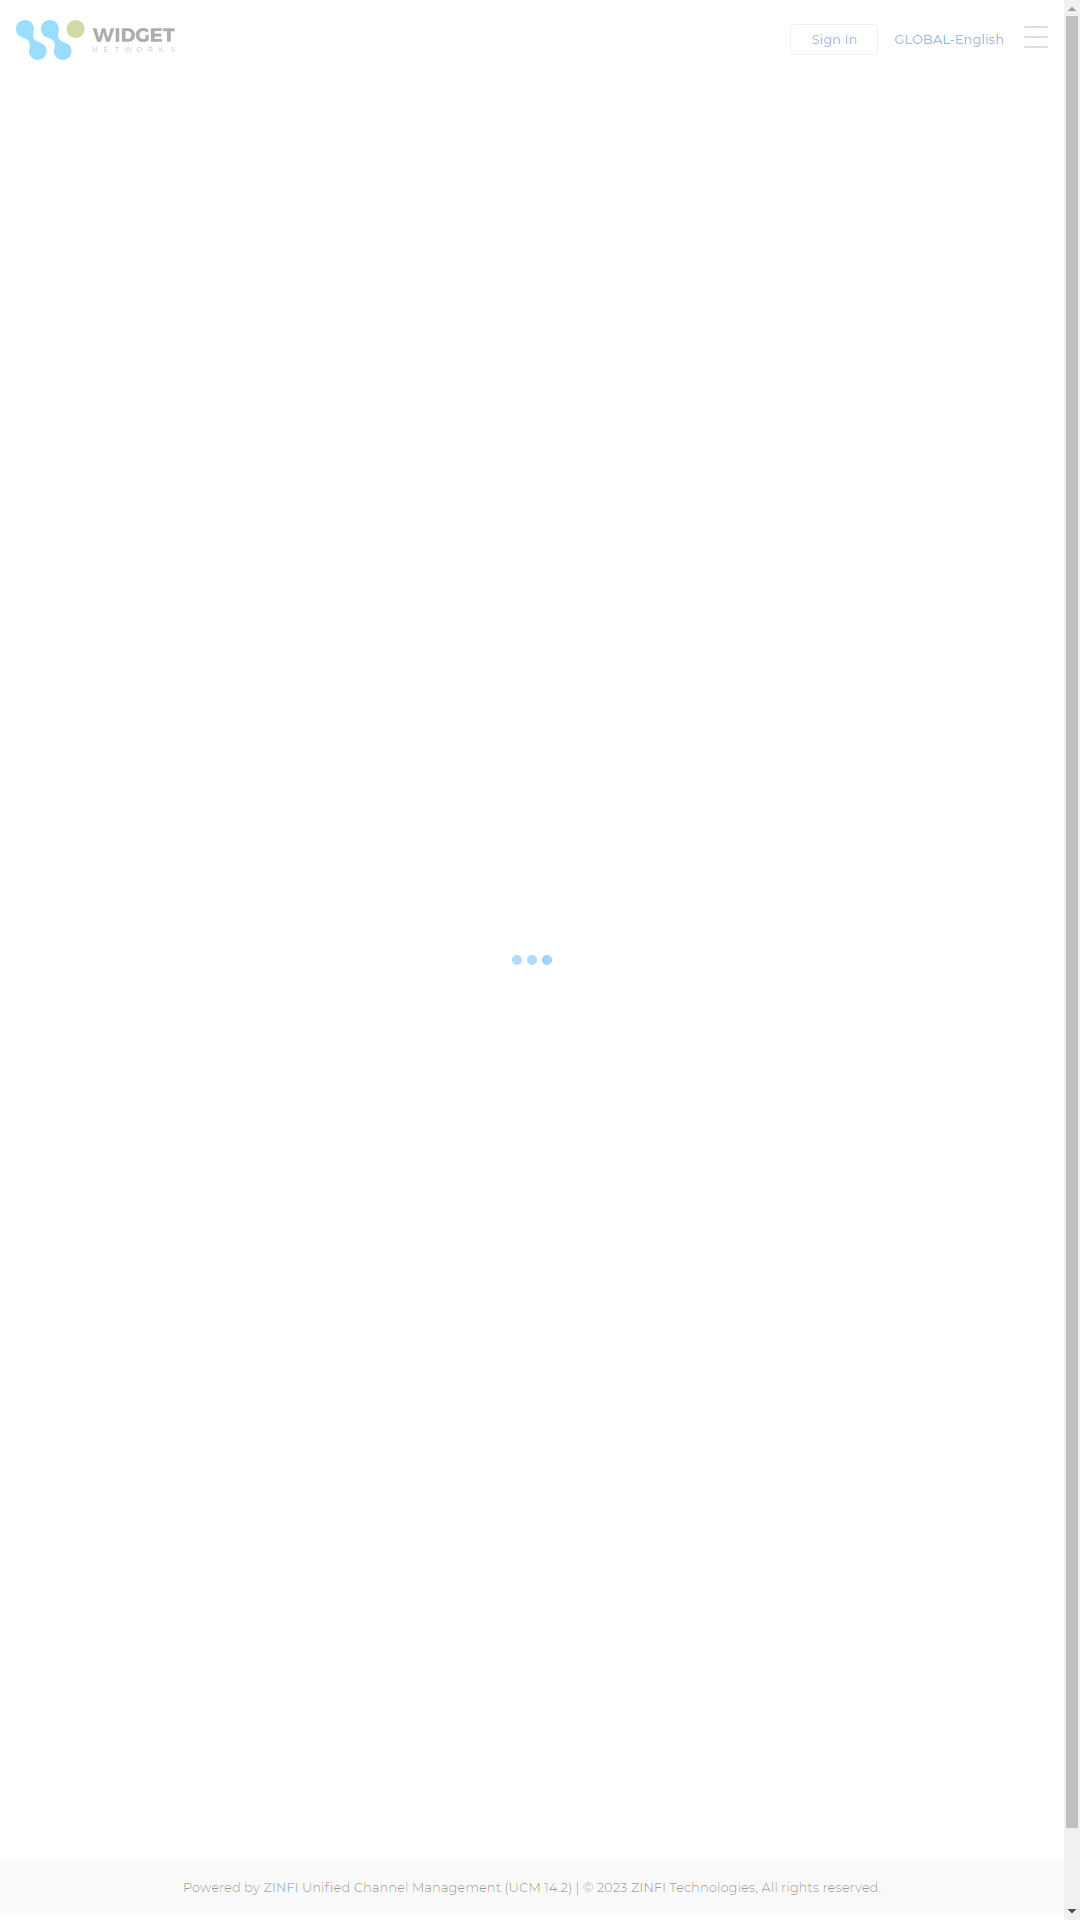 WIDGET
NETWORKS
Sign In
GLOBAL-English
Powered by ZINFI Unified Channel Management (UCM 14.2) | © 2023 ZINFI Technologies, All rights reserved.